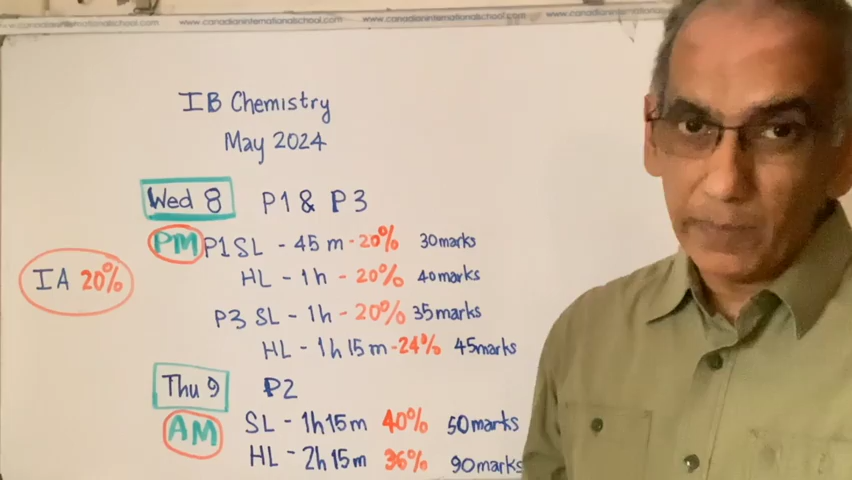 www.canadianinternationalschool.com www.canadianinternationalschool.com www.canadianinternationalschool.com
IB Chemistry
May 2024
Wed 8 P1 & P3
PM P1 SL - 45 m - 20% 30 marks
HL - 1h - 20% 40 marks
IA 20%
P3 SL - 1h - 20% 35 marks
HL - 1h 15 m - 24% 45 marks
Thu 9 P2
AM SL - 1h 15 m 40% 50 marks
HL - 2h 15 m 36% 90 marks